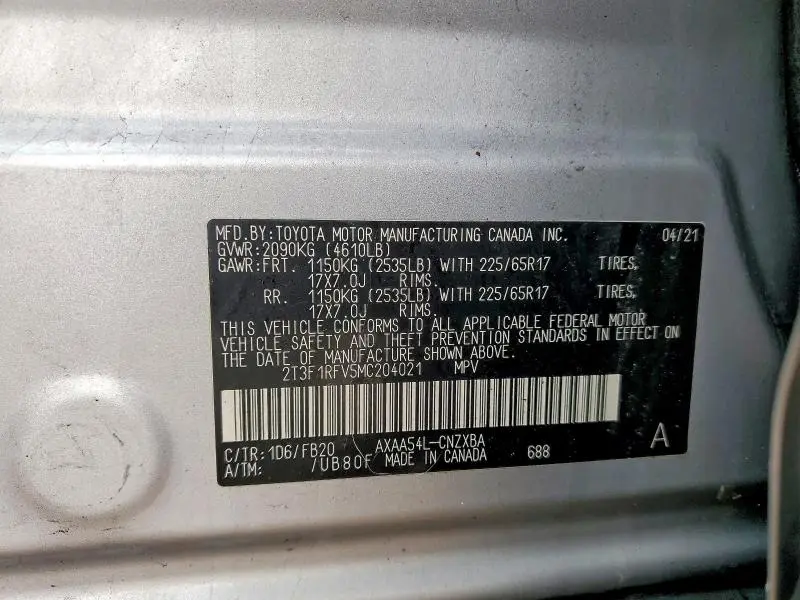 MFD.BY:TOYOTA MOTOR MANUFACTURING CANADA INC. 04/21
GVWR:2090KG (4610LB)
GAWR:FRT. 1150KG (2535LB) WITH 225/65R17 TIRES,
17X7.0J RIMS.
RR. 1150KG (2535LB) WITH 225/65R17 TIRES,
17X7.0J RIMS.
THIS VEHICLE CONFORMS TO ALL APPLICABLE FEDERAL MOTOR
VEHICLE SAFETY AND THEFT PREVENTION STANDARDS IN EFFECT ON
THE DATE OF MANUFACTURE SHOWN ABOVE.
2T3F1RFV5MC204021 MPV
C/TR:1D6/FB20 AXAA54L-CNZXBA A
A/TM: /UB80F MADE IN CANADA 688